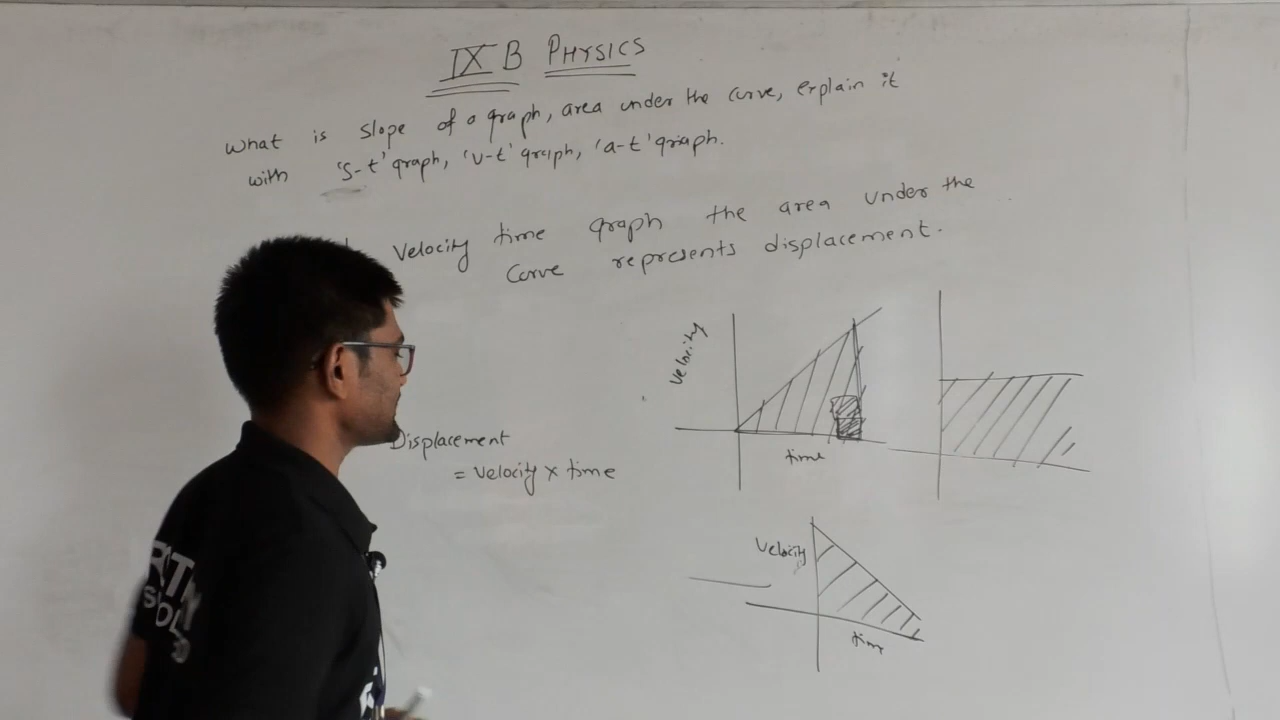 IX B PHYSICS
What is slope of a graph, area under the curve, explain it
with 's-t' graph, 'v-t' graph, 'a-t' graph.
Velocity time graph the area under the
curve represents displacement.
Velocity
time
Displacement
= velocity x time
Velocity
time